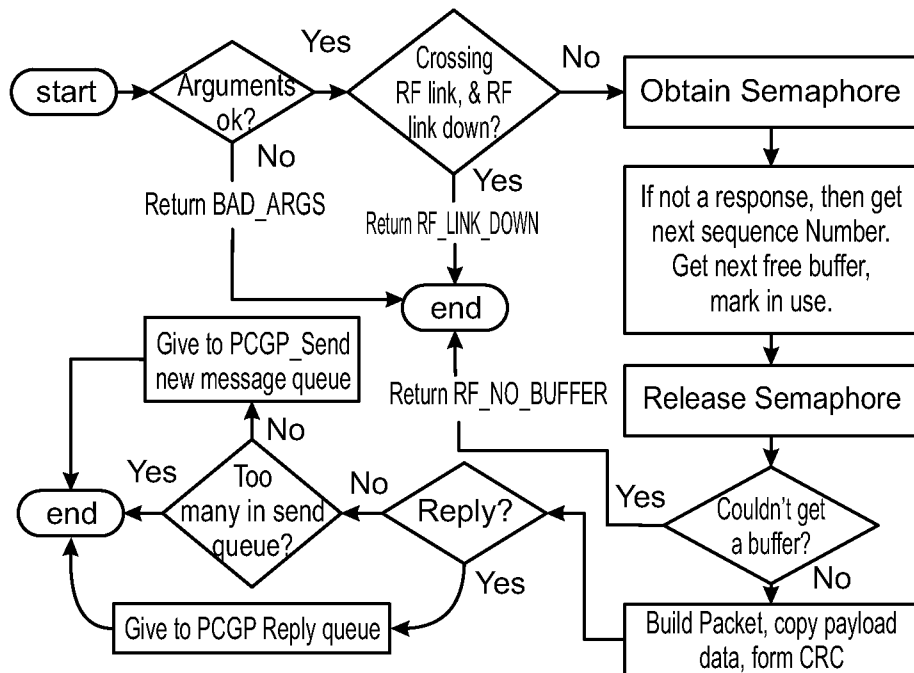 start
Arguments
ok?
Yes
No
Return BAD_ARGS
Crossing
RF link, & RF
link down?
No
Yes
Return RF_LINK_DOWN
end
Obtain Semaphore
If not a response, then get
next sequence Number.
Get next free buffer,
mark in use.
Release Semaphore
Couldn't get
a buffer?
Yes
No
Return RF_NO_BUFFER
Build Packet, copy payload
data, form CRC
Reply?
No
Yes
Too
many in send
queue?
No
Yes
Give to PCGP_Send
new message queue
end
Give to PCGP Reply queue